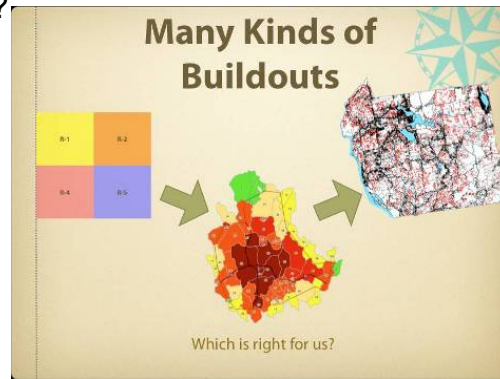 ?
Many Kinds of
Buildouts
R-1
R-2
R-4
R-5
Which is right for us?